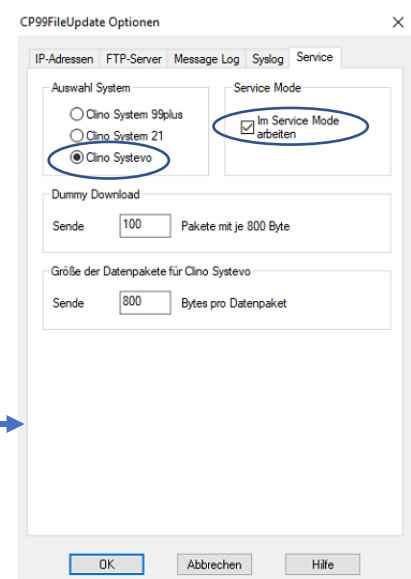 CP99FileUpdate Optionen
IP-Adressen FTP-Server Message Log Syslog Service
Auswahl System
Clino System 99plus
Clino System 21
Clino Systevo
Service Mode
Im Service Mode
arbeiten
Dummy Download
Sende 100 Pakete mit je 800 Byte
Größe der Datenpakete für Clino Systevo
Sende 800 Bytes pro Datenpaket
OK Abbrechen Hilfe